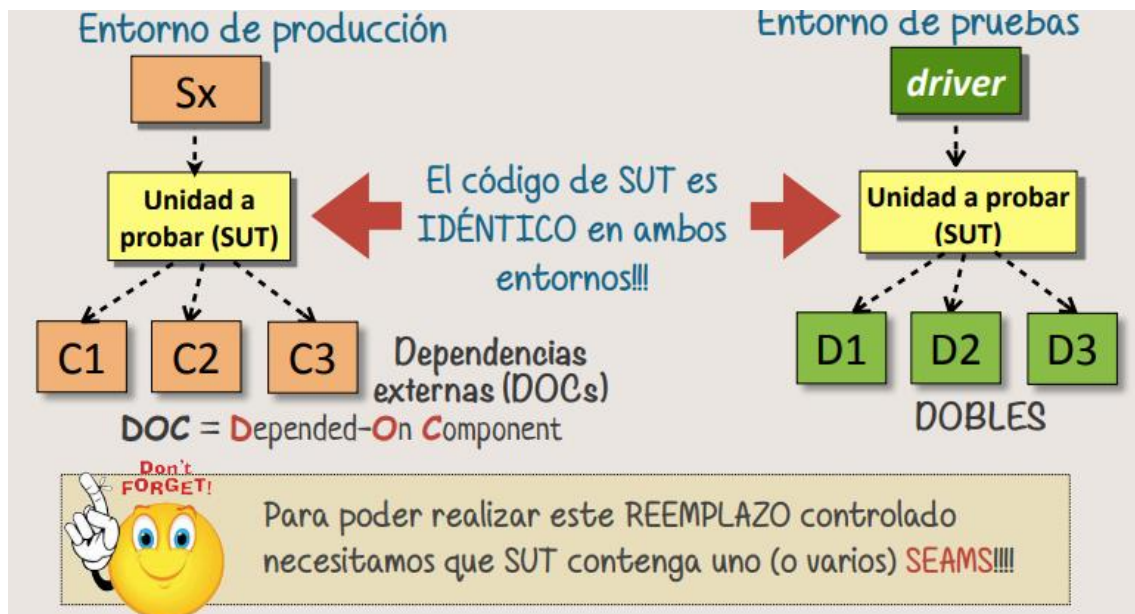 Entorno de producción
Entorno de pruebas
Sx
driver
Unidad a
probar (SUT)
El código de SUT es
IDÉNTICO en ambos
entornos!!!
Unidad a probar
(SUT)
C1
C2
C3
Dependencias
externas (DOCs)
DOC = Depended-On Component
D1
D2
D3
DOBLES
Don't
FORGET!
Para poder realizar este REEMPLAZO controlado
necesitamos que SUT contenga uno (o varios) SEAMS!!!!